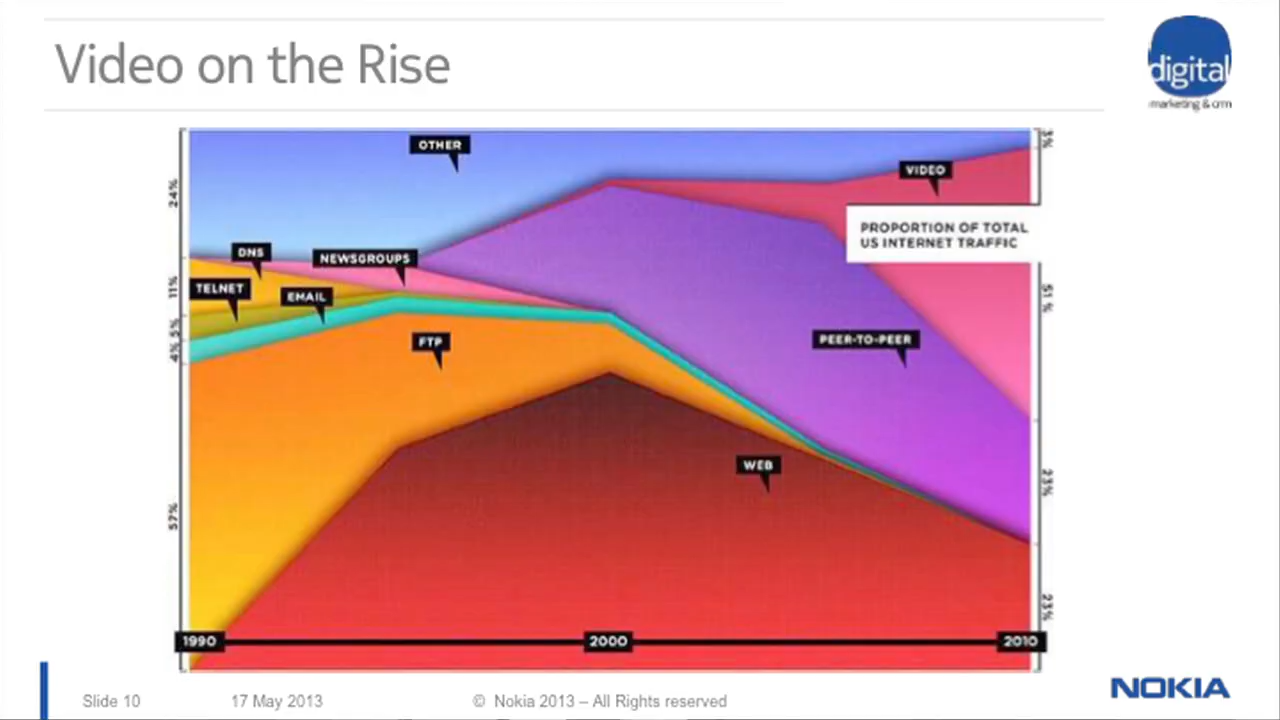 Video on the Rise
digital
marketing & crm
OTHER
3%
VIDEO
24%
PROPORTION OF TOTAL
US INTERNET TRAFFIC
DNS
NEWSGROUPS
TELNET
EMAIL
11%
51%
5%
4%
FTP
PEER-TO-PEER
WEB
23%
57%
23%
1990
2000
2010
Slide 10
17 May 2013
© Nokia 2013 – All Rights reserved
NOKIA